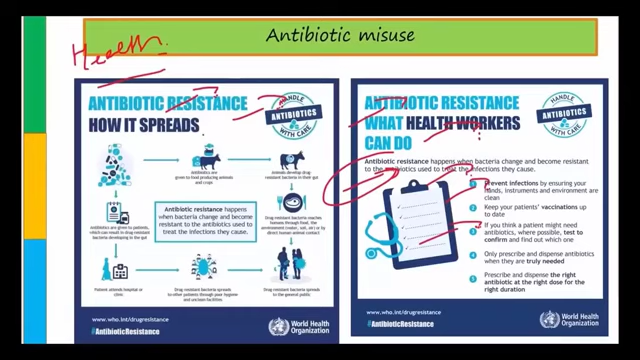 Antibiotic misuse
Health
ANTIBIOTIC RESISTANCE
HOW IT SPREADS
HANDLE
ANTIBIOTICS
WITH CARE
Antibiotics are
given to food producing animals
and crops
Animals develop drug
resistant bacteria in their gut
Antibiotic resistance happens
when bacteria change and become
resistant to the antibiotics used to
treat the infections they cause.
Antibiotics are given to patients,
which can result in drug resistant
bacteria developing in the gut
Drug resistant bacteria reaches
humans through food, the
environment (water, soil, air) or by
direct human-animal contact
Patient attends hospital or
clinic
Drug resistant bacteria spreads
to other patients through poor hygiene
and unclean facilities
Drug resistant bacteria spreads
to the general public
www.who.int/drugresistance
#AntibioticResistance
World Health
Organization
ANTIBIOTIC RESISTANCE
WHAT HEALTH WORKERS
CAN DO
HANDLE
ANTIBIOTICS
WITH CARE
Antibiotic resistance happens when bacteria change and become resistant
to the antibiotics used to treat the infections they cause.
1 Prevent infections by ensuring your
hands, instruments and environment are
clean
2 Keep your patients' vaccinations up
to date
3 If you think a patient might need
antibiotics, where possible, test to
confirm and find out which one
4 Only prescribe and dispense antibiotics
when they are truly needed
5 Prescribe and dispense the right
antibiotic at the right dose for the
right duration
www.who.int/drugresistance
#AntibioticResistance
World Health
Organization